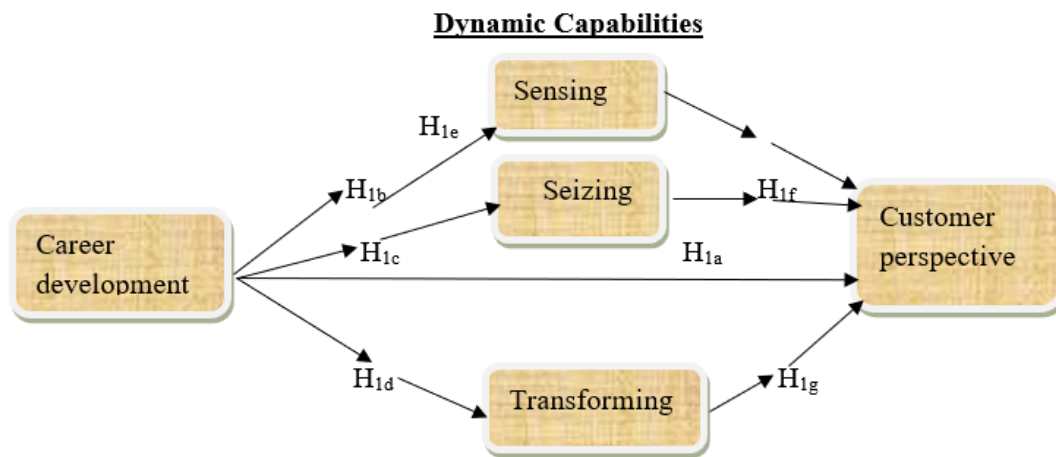 Dynamic Capabilities
Sensing
H1e
H1b
Seizing
H1f
Customer
perspective
Career
development
H1c
H1a
H1d
Transforming
H1g